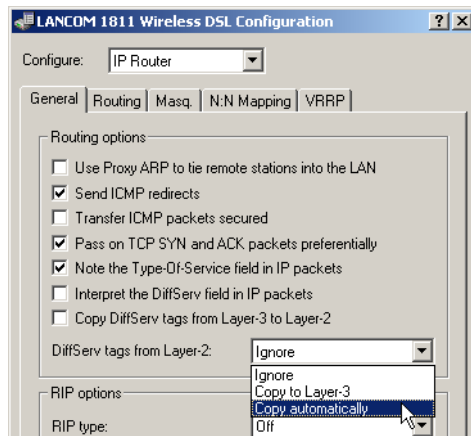 LANCOM 1811 Wireless DSL Configuration
Configure: IP Router
General Routing Masq. N:N Mapping VRRP
Routing options
Use Proxy ARP to tie remote stations into the LAN
Send ICMP redirects
Transfer ICMP packets secured
Pass on TCP SYN and ACK packets preferentially
Note the Type-Of-Service field in IP packets
Interpret the DiffServ field in IP packets
Copy DiffServ tags from Layer-3 to Layer-2
DiffServ tags from Layer-2: Ignore
Ignore
Copy to Layer-3
Copy automatically
RIP options
RIP type: Off